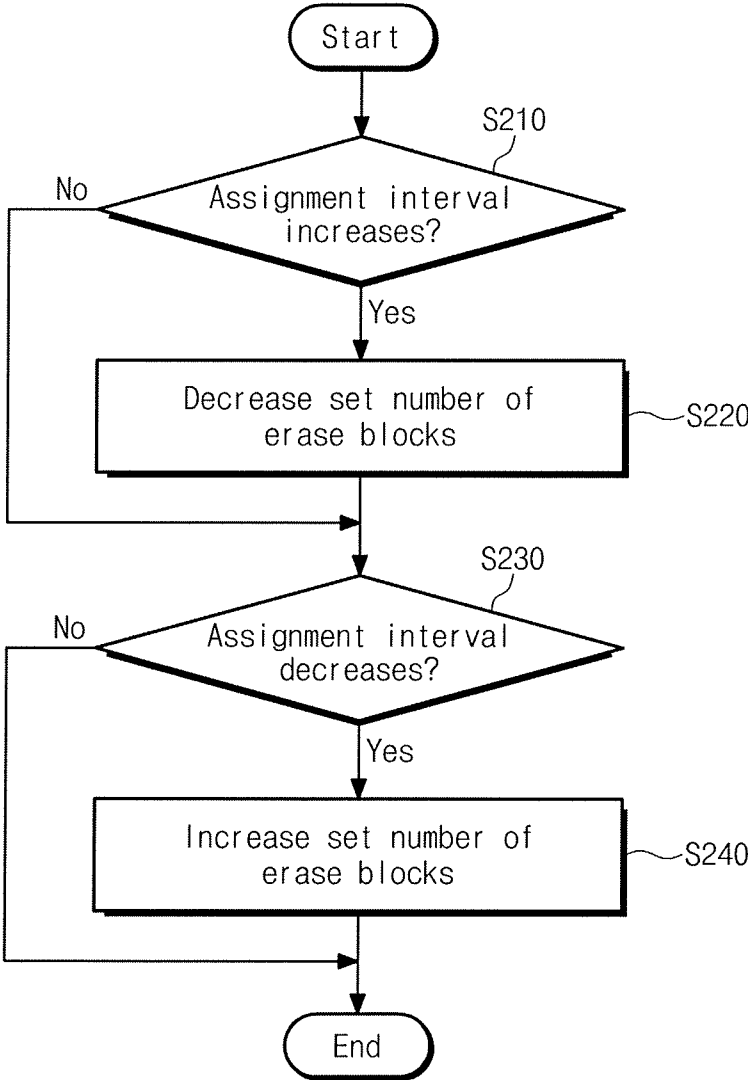 Start
S210
No
Assignment interval
increases?
Yes
Decrease set number of
erase blocks
S220
S230
No
Assignment interval
decreases?
Yes
Increase set number of
erase blocks
S240
End